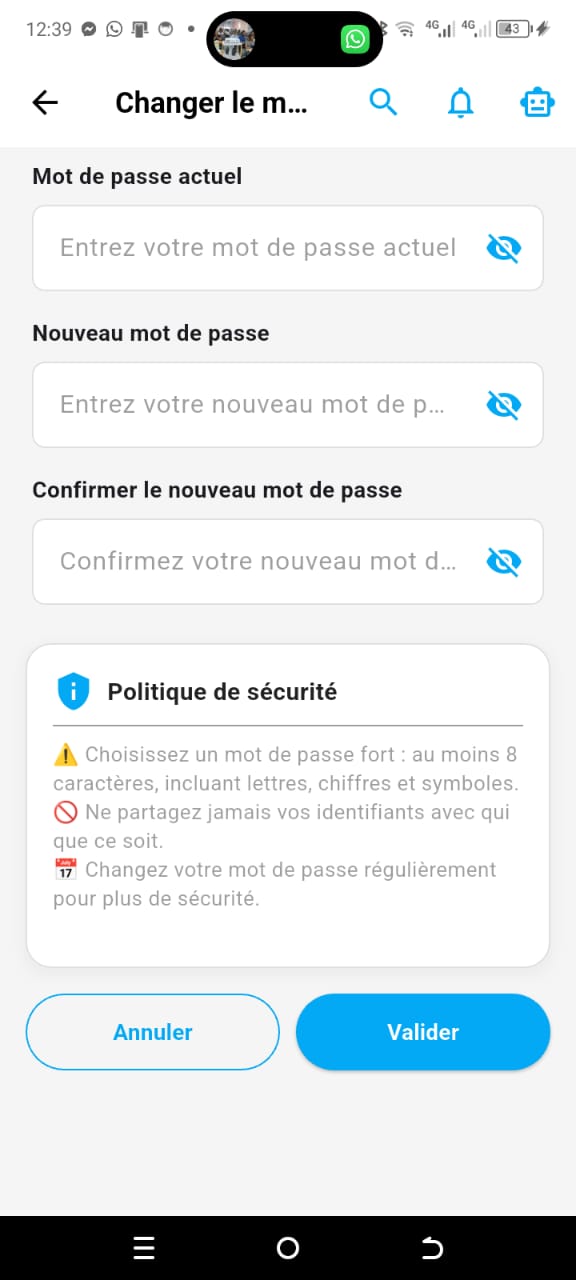 12:39
4G 4G 43
Changer le m...
Mot de passe actuel
Entrez votre mot de passe actuel
Nouveau mot de passe
Entrez votre nouveau mot de p...
Confirmer le nouveau mot de passe
Confirmez votre nouveau mot d...
Politique de sécurité
⚠️ Choisissez un mot de passe fort : au moins 8
caractères, incluant lettres, chiffres et symboles.
🚫 Ne partagez jamais vos identifiants avec qui
que ce soit.
📅 Changez votre mot de passe régulièrement
pour plus de sécurité.
Annuler
Valider